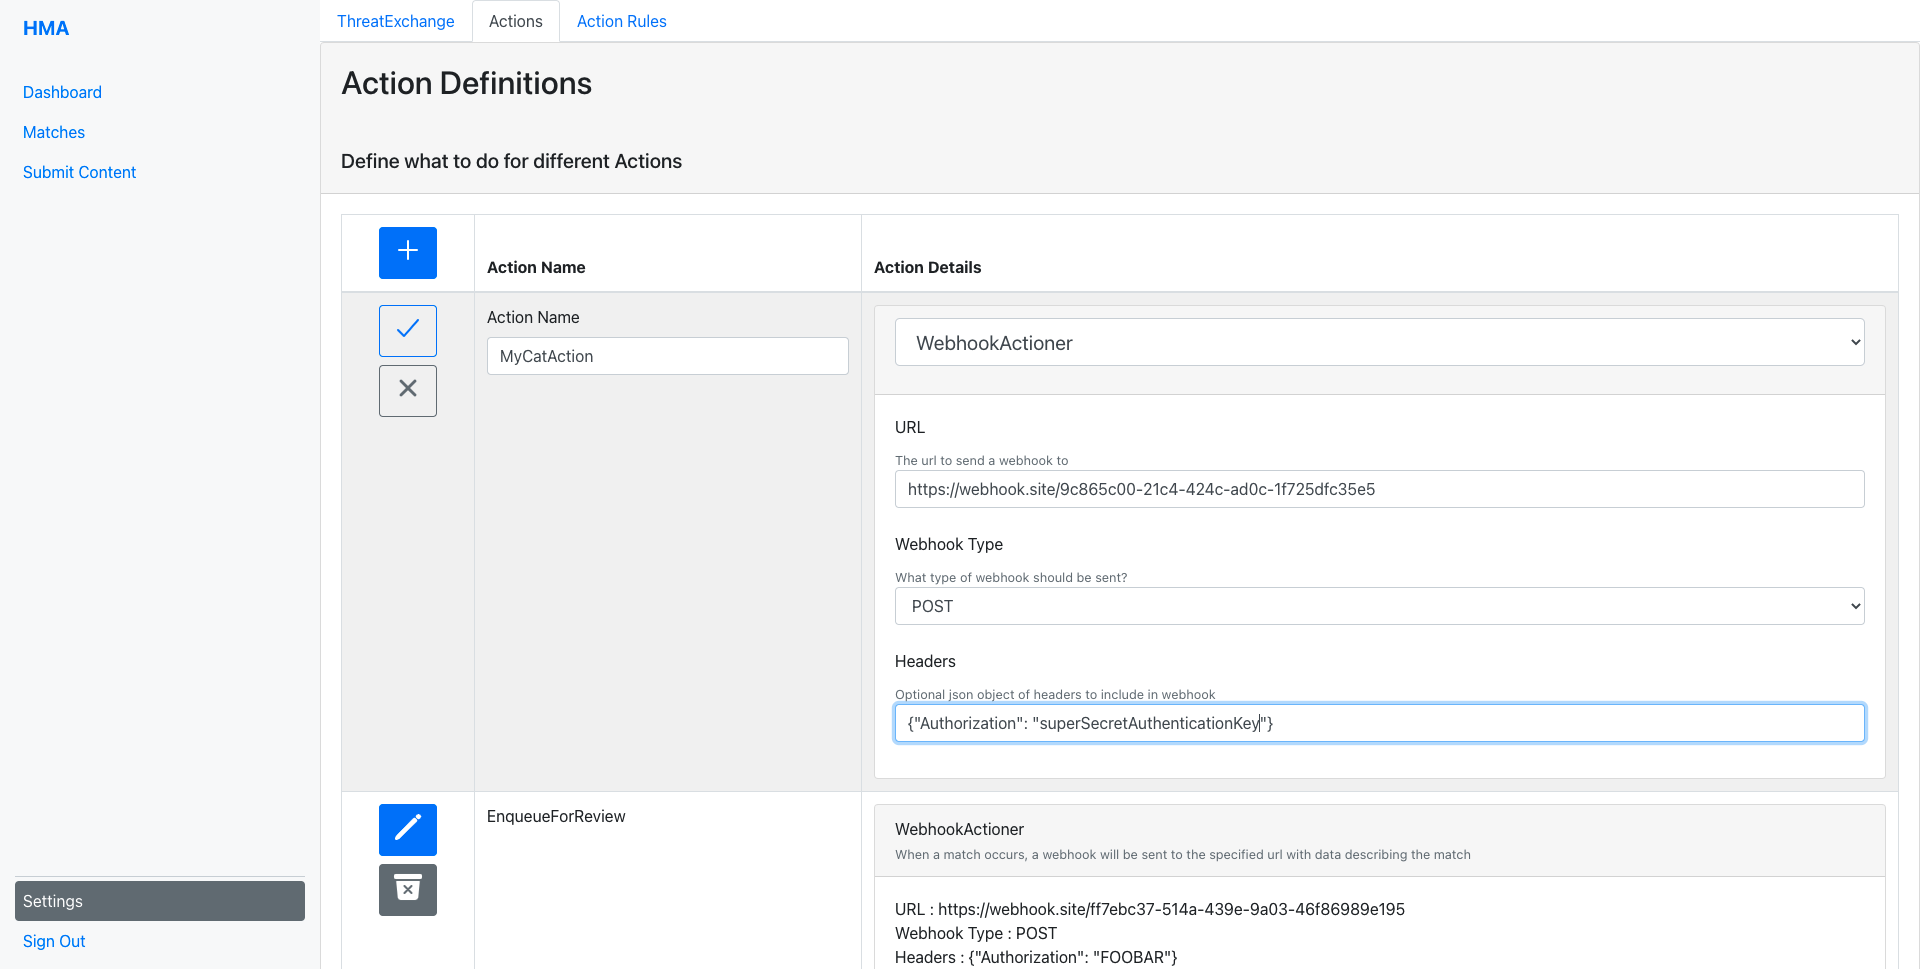 HMA
Dashboard
Matches
Submit Content
Settings
Sign Out
ThreatExchange
Actions
Action Rules
Action Definitions
Define what to do for different Actions
Action Name
Action Details
Action Name
MyCatAction
WebhookActioner
URL
The url to send a webhook to
https://webhook.site/9c865c00-21c4-424c-ad0c-1f725dfc35e5
Webhook Type
What type of webhook should be sent?
POST
Headers
Optional json object of headers to include in webhook
{"Authorization": "superSecretAuthenticationKey"}
EnqueueForReview
WebhookActioner
When a match occurs, a webhook will be sent to the specified url with data describing the match
URL : https://webhook.site/ff7ebc37-514a-439e-9a03-46f86989e195
Webhook Type : POST
Headers : {"Authorization": "FOOBAR"}